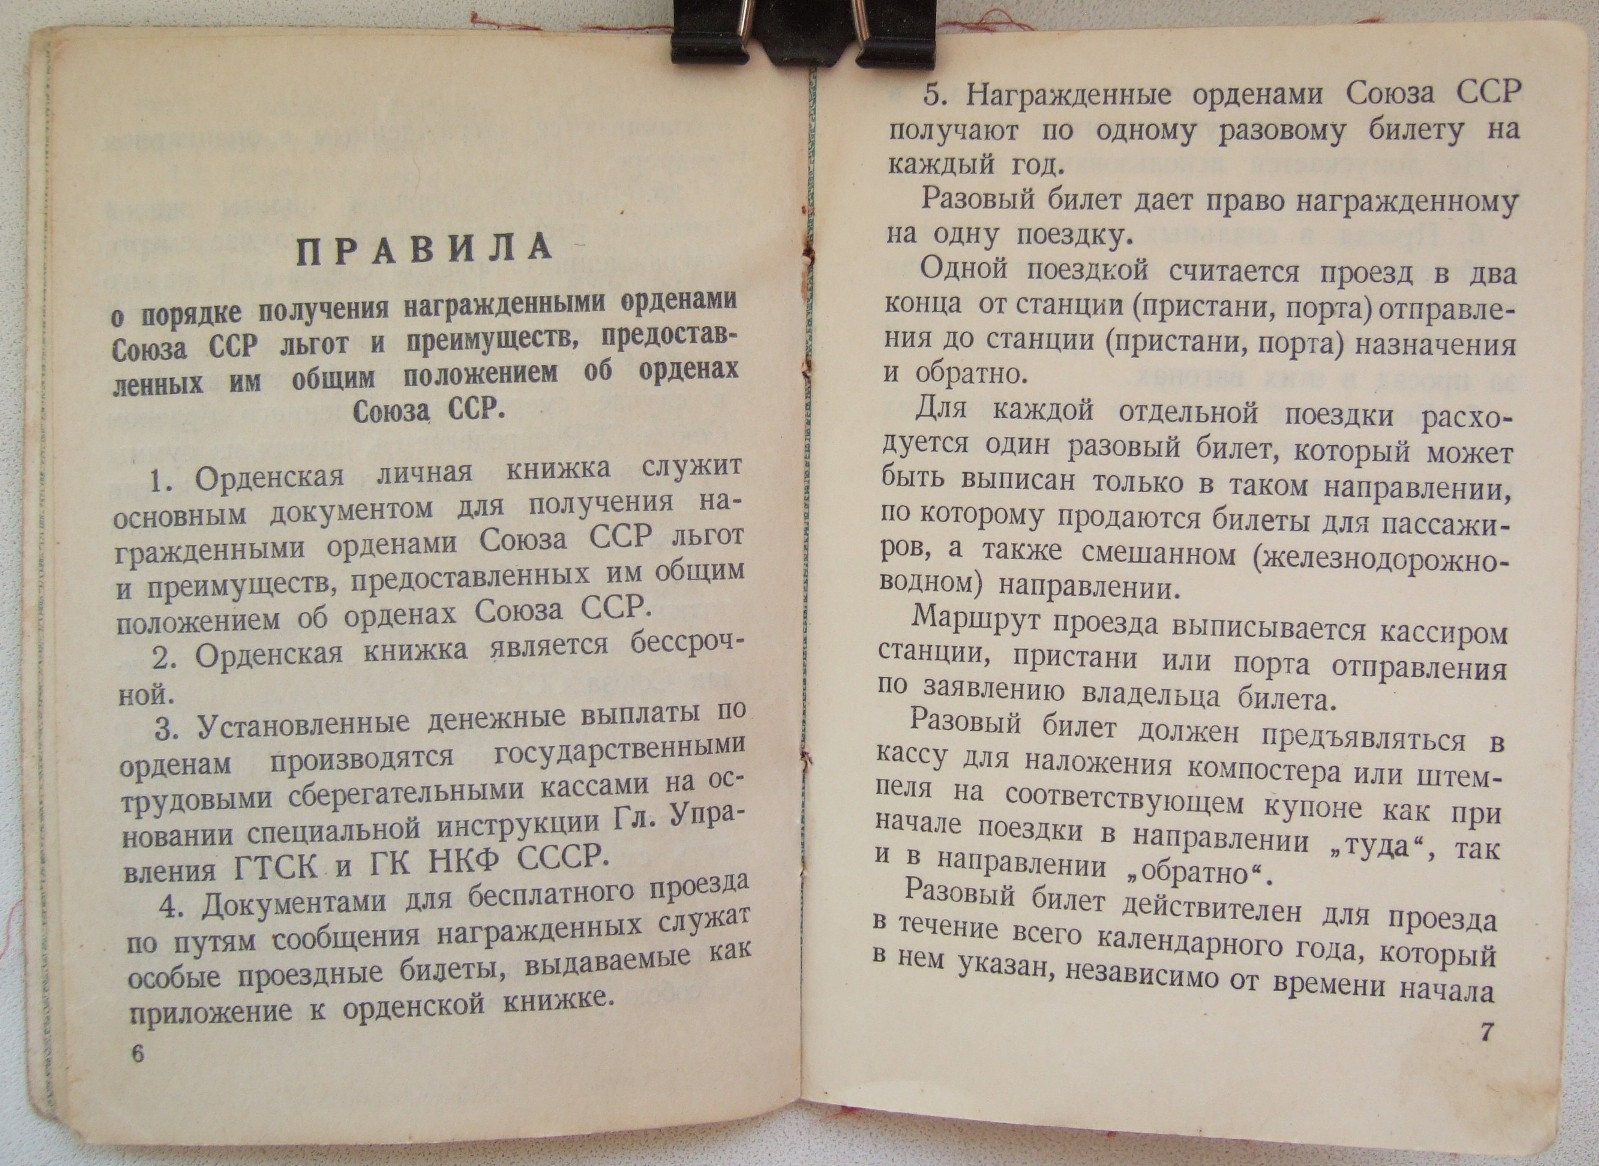 ПРАВИЛА
о порядке получения награжденными орденами
Союза ССР льгот и преимуществ, предостав-
ленных им общим положением об орденах
Союза ССР.
1. Орденская личная книжка служит
основным документом для получения на-
гражденными орденами Союза ССР льгот
и преимуществ, предоставленных им общим
положением об орденах Союза ССР.
2. Орденская книжка является бессроч-
ной.
3. Установленные денежные выплаты по
орденам производятся государственными
трудовыми сберегательными кассами на ос-
новании специальной инструкции Гл. Упра-
вления ГТСК и ГК НКФ СССР.
4. Документами для бесплатного проезда
по путям сообщения награжденных служат
особые проездные билеты, выдаваемые как
приложение к орденской книжке.
6
5. Награжденные орденами Союза ССР
получают по одному разовому билету на
каждый год.
Разовый билет дает право награжденному
на одну поездку.
Одной поездкой считается проезд в два
конца от станции (пристани, порта) отправле-
ния до станции (пристани, порта) назначения
и обратно.
Для каждой отдельной поездки расхо-
дуется один разовый билет, который может
быть выписан только в таком направлении,
по которому продаются билеты для пассажи-
ров, а также смешанном (железнодорожно-
водном) направлении.
Маршрут проезда выписывается кассиром
станции, пристани или порта отправления
по заявлению владельца билета.
Разовый билет должен предъявляться в
кассу для наложения компостера или штем-
пеля на соответствующем купоне как при
начале поездки в направлении „туда“, так
и в направлении „обратно“.
Разовый билет действителен для проезда
в течение всего календарного года, который
в нем указан, независимо от времени начала
7